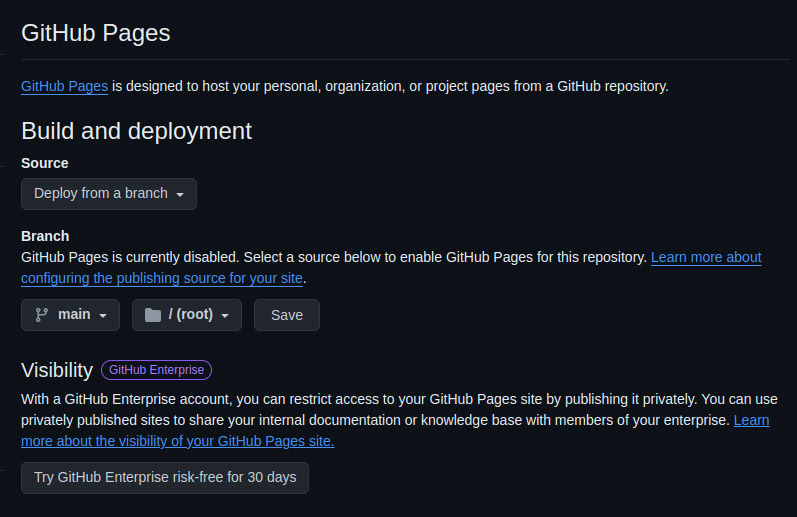 GitHub Pages
GitHub Pages is designed to host your personal, organization, or project pages from a GitHub repository.
Build and deployment
Source
Deploy from a branch
Branch
GitHub Pages is currently disabled. Select a source below to enable GitHub Pages for this repository. Learn more about
configuring the publishing source for your site.
main / (root) Save
Visibility GitHub Enterprise
With a GitHub Enterprise account, you can restrict access to your GitHub Pages site by publishing it privately. You can use
privately published sites to share your internal documentation or knowledge base with members of your enterprise. Learn
more about the visibility of your GitHub Pages site.
Try GitHub Enterprise risk-free for 30 days